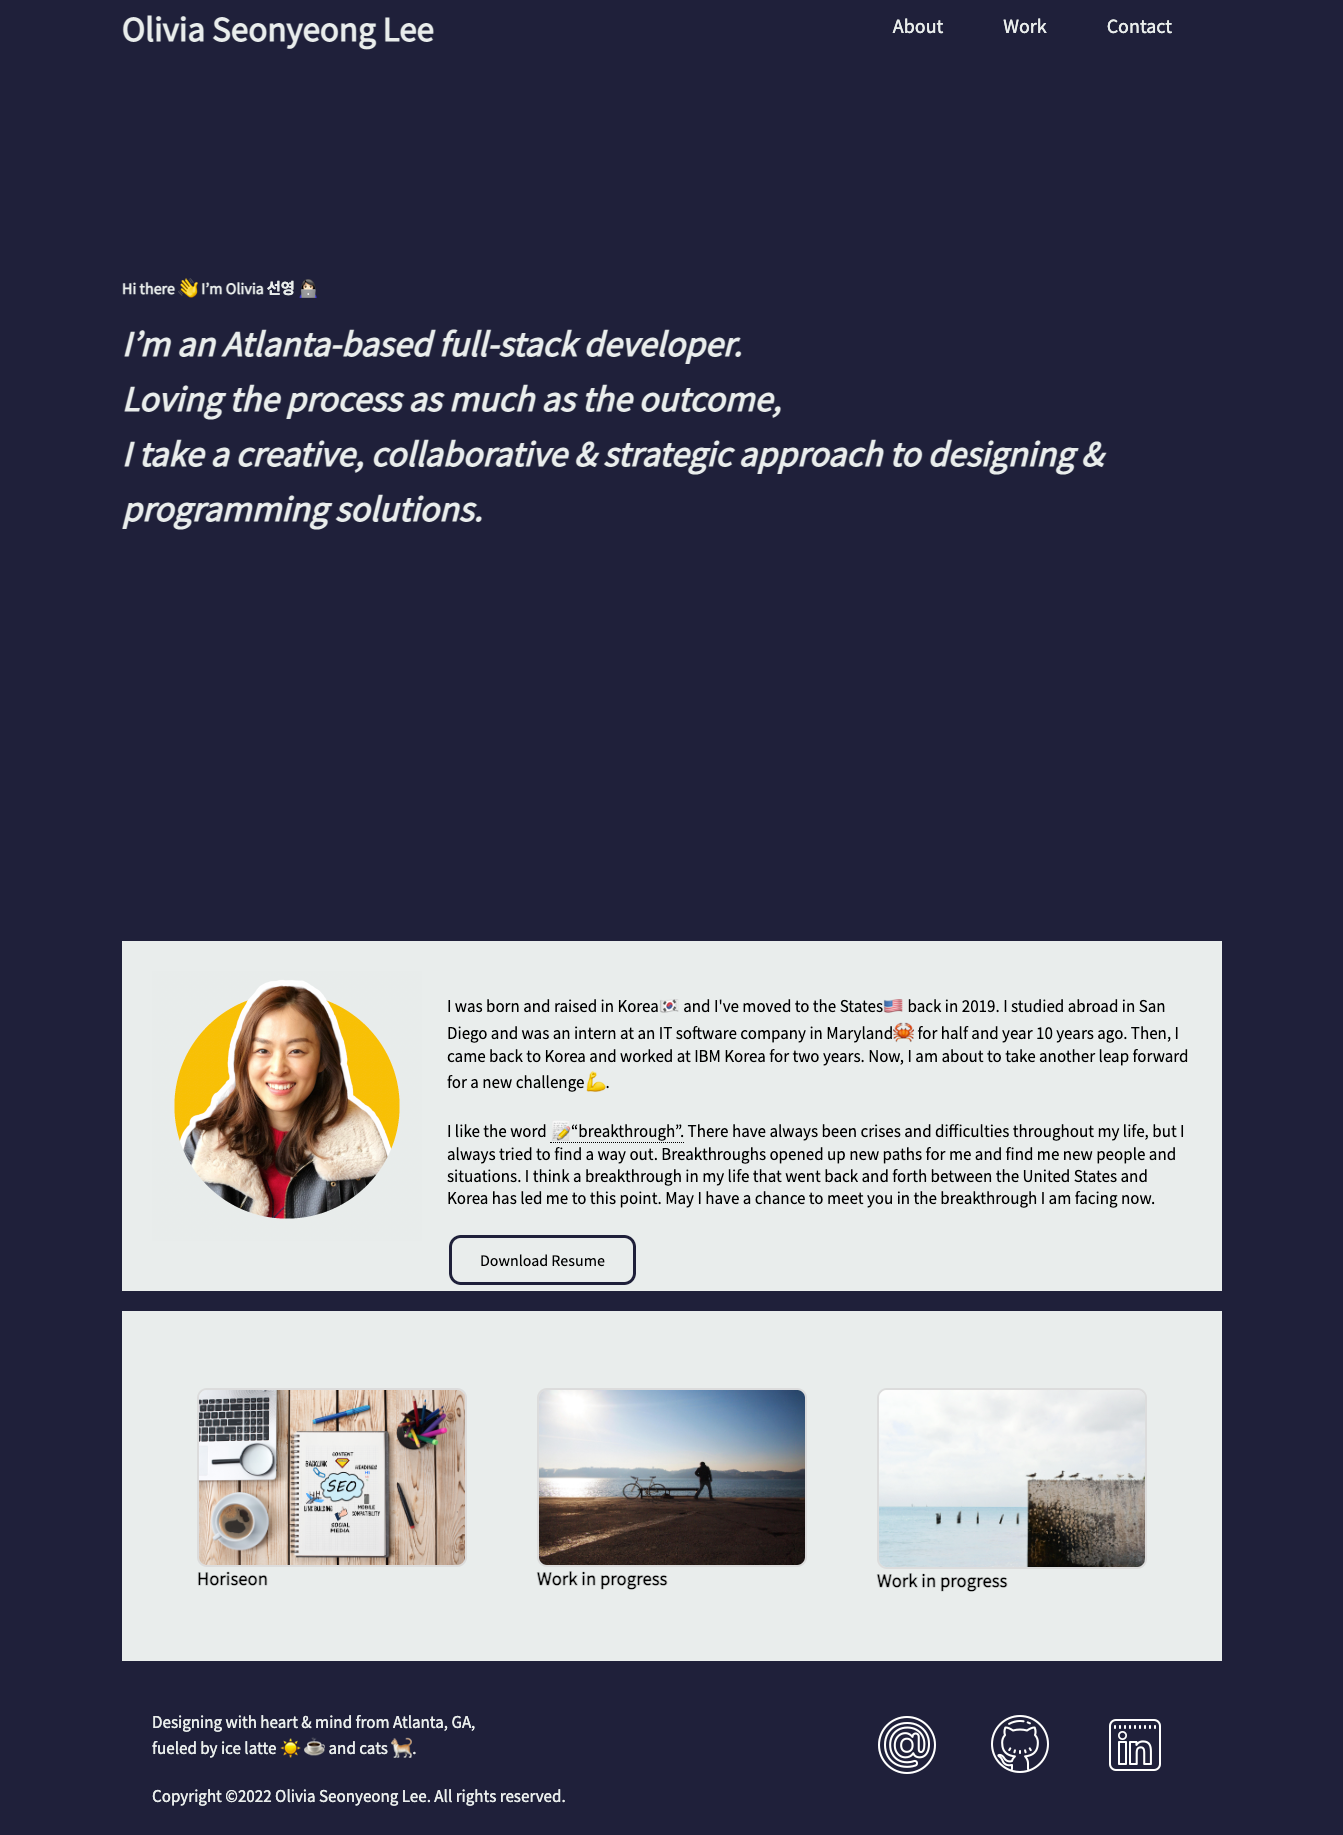 Olivia Seonyeong Lee
About Work Contact
Hi there 👋 I’m Olivia 선영 👩🏻‍💻
I’m an Atlanta-based full-stack developer.
Loving the process as much as the outcome,
I take a creative, collaborative & strategic approach to designing &
programming solutions.
I was born and raised in Korea🇰🇷 and I've moved to the States🇺🇸 back in 2019. I studied abroad in San
Diego and was an intern at an IT software company in Maryland🦀 for half and year 10 years ago. Then, I
came back to Korea and worked at IBM Korea for two years. Now, I am about to take another leap forward
for a new challenge💪.
I like the word 📝“breakthrough”. There have always been crises and difficulties throughout my life, but I
always tried to find a way out. Breakthroughs opened up new paths for me and find me new people and
situations. I think a breakthrough in my life that went back and forth between the United States and
Korea has led me to this point. May I have a chance to meet you in the breakthrough I am facing now.
Download Resume
CONTENT
BACKLINK
HEADINGS
SEO
LINK BUILDING
MOBILE
COMPATIBILITY
SOCIAL
MEDIA
Horiseon
Work in progress
Work in progress
Designing with heart & mind from Atlanta, GA,
fueled by ice latte ☀️ ☕ and cats 🐈.
in
Copyright ©2022 Olivia Seonyeong Lee. All rights reserved.